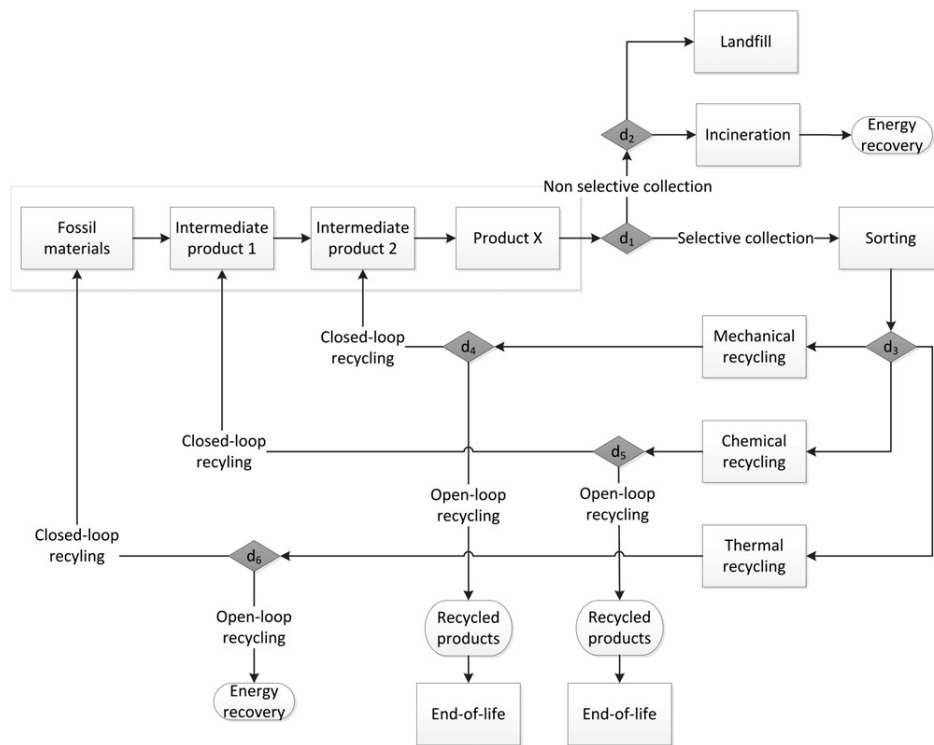 Landfill
d₂
Incineration
Energy
recovery
Non selective collection
Fossil
materials
Intermediate
product 1
Intermediate
product 2
Product X
d₁
Selective collection
Sorting
Closed-loop
recycling
d₄
Mechanical
recycling
d₃
Closed-loop
recyling
d₅
Chemical
recycling
Open-loop
recycling
Open-loop
recycling
Closed-loop
recyling
d₆
Thermal
recycling
Open-loop
recycling
Recycled
products
Recycled
products
Energy
recovery
End-of-life
End-of-life